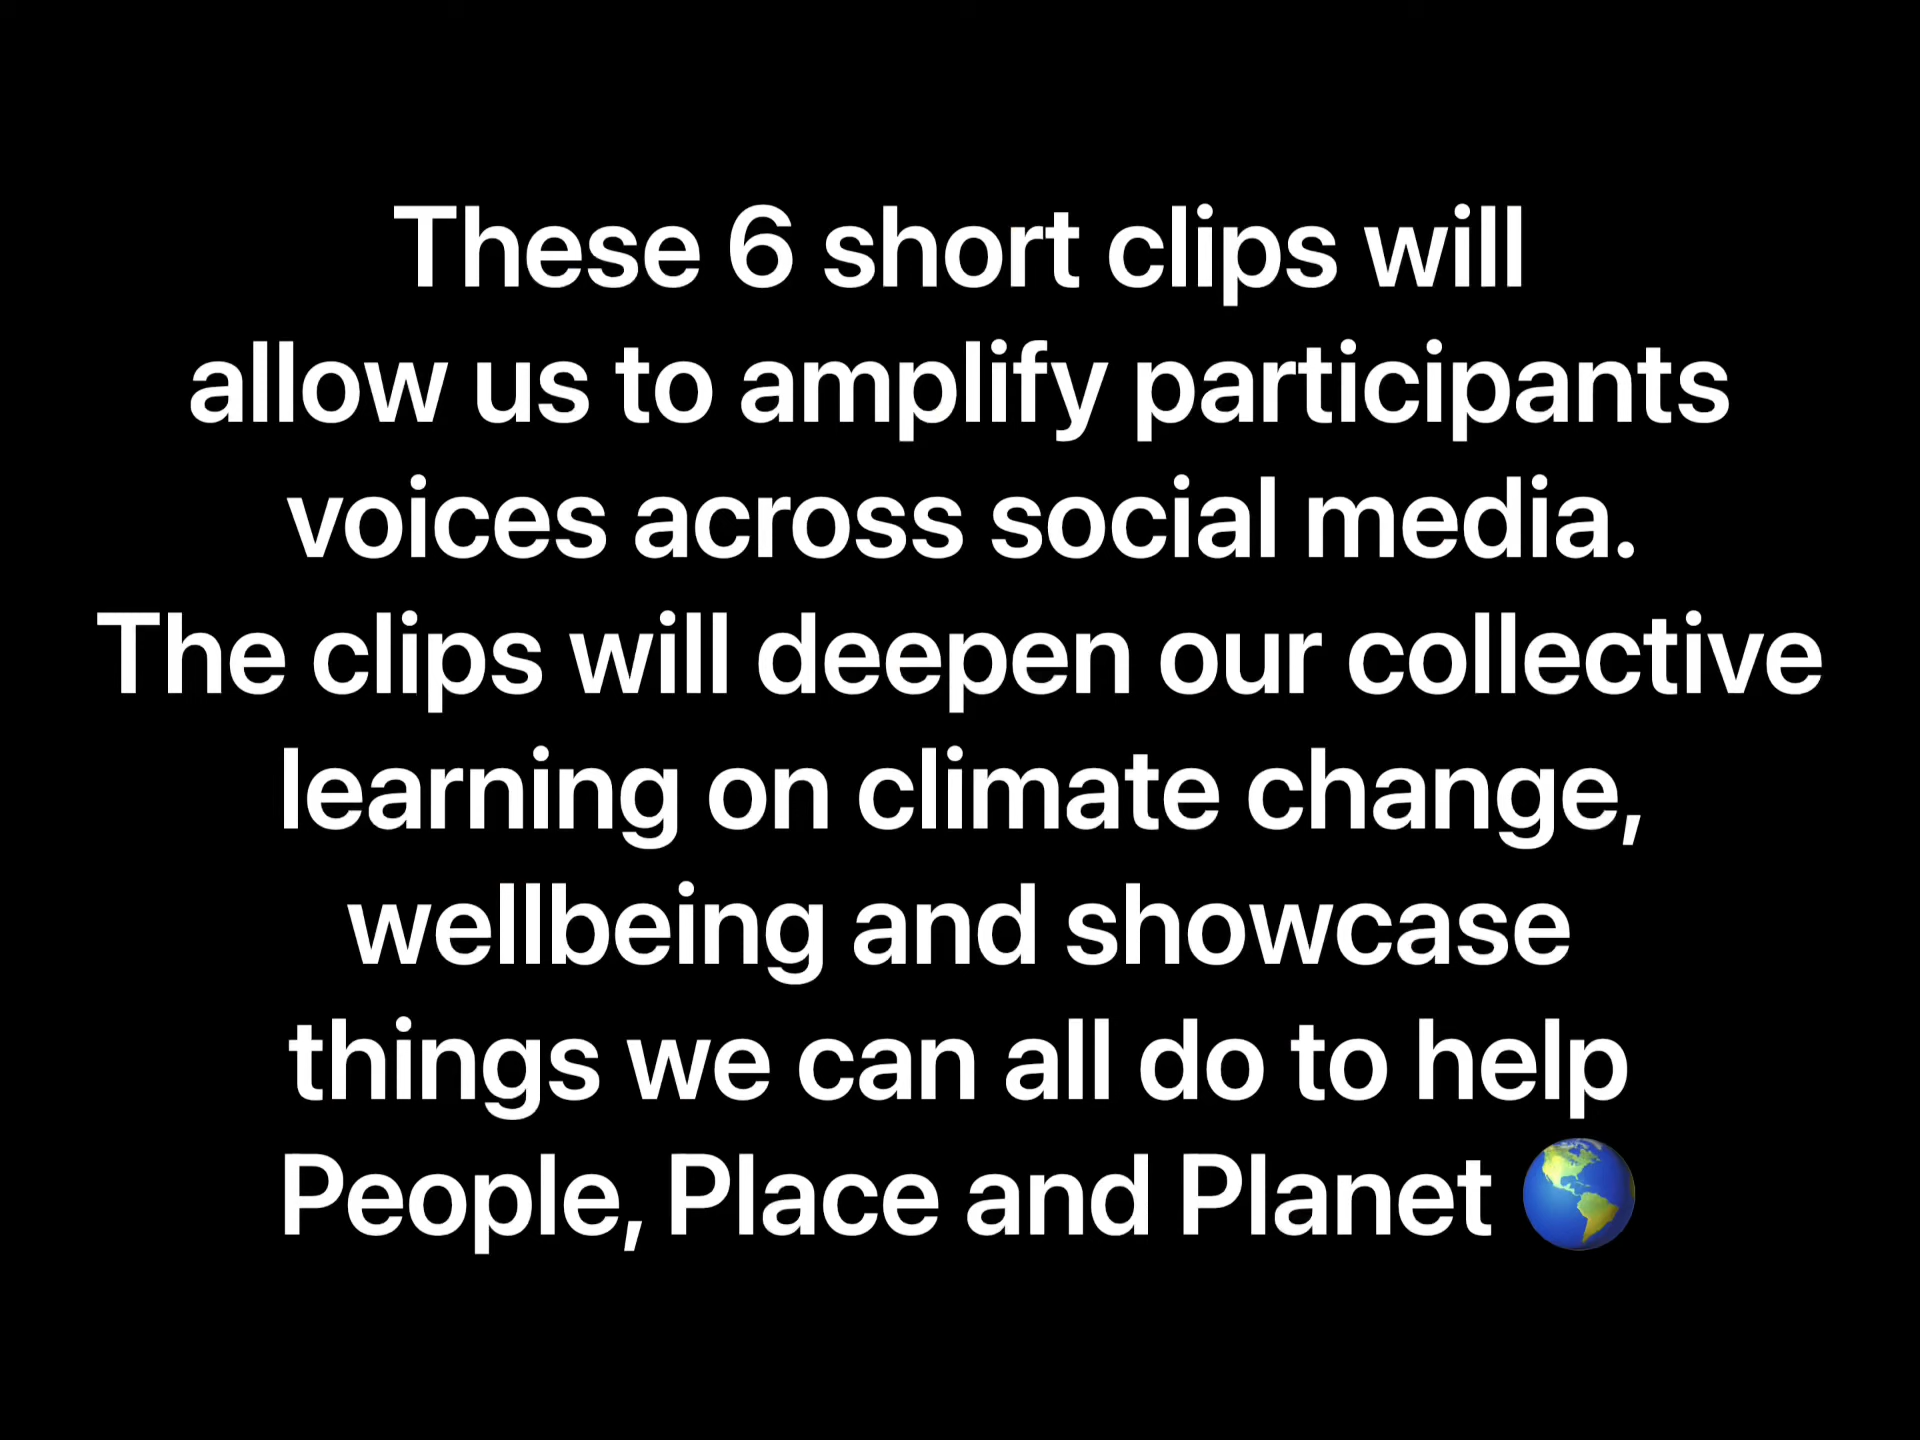 These 6 short clips will
allow us to amplify participants
voices across social media.
The clips will deepen our collective
learning on climate change,
wellbeing and showcase
things we can all do to help
People, Place and Planet 🌎